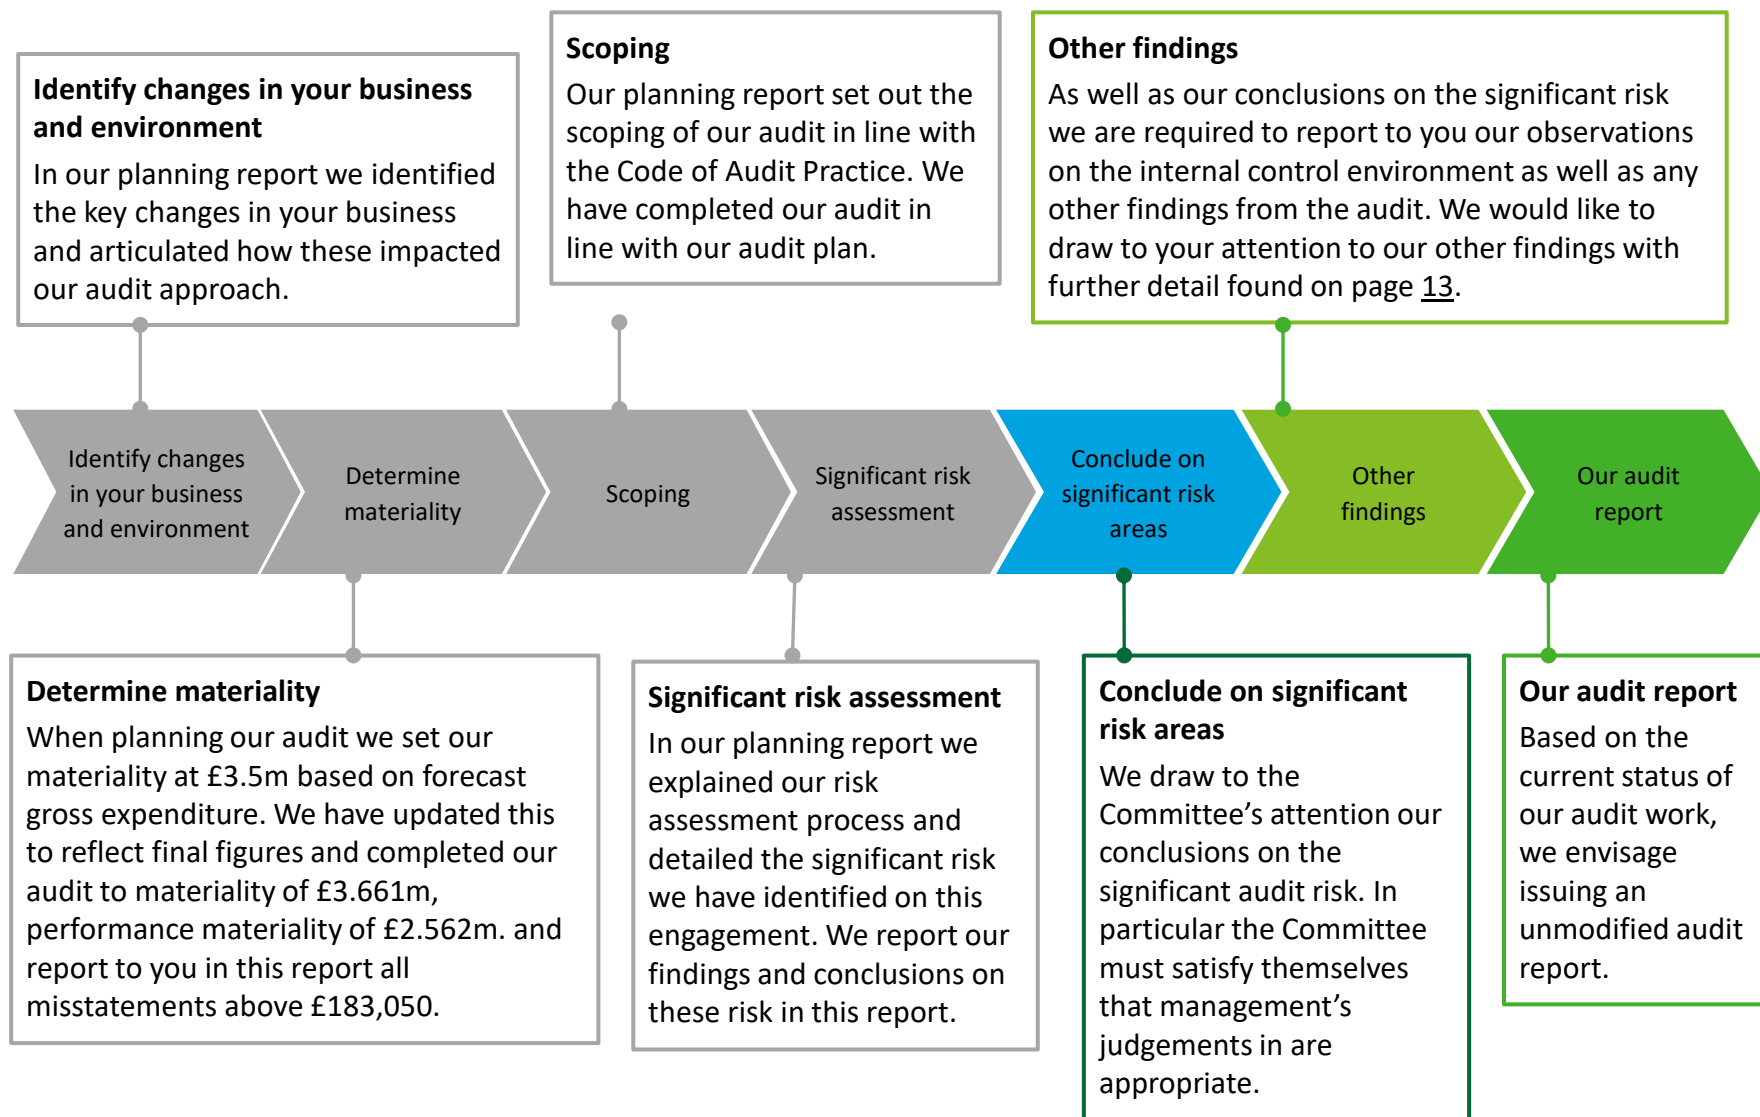 Identify changes in your business
and environment
In our planning report we identified
the key changes in your business
and articulated how these impacted
our audit approach.
Scoping
Our planning report set out the
scoping of our audit in line with
the Code of Audit Practice. We
have completed our audit in
line with our audit plan.
Other findings
As well as our conclusions on the significant risk
we are required to report to you our observations
on the internal control environment as well as any
other findings from the audit. We would like to
draw to your attention to our other findings with
further detail found on page 13.
Identify changes
in your business
and environment
Determine
materiality
Scoping
Significant risk
assessment
Conclude on
significant risk
areas
Other
findings
Our audit
report
Determine materiality
When planning our audit we set our
materiality at £3.5m based on forecast
gross expenditure. We have updated this
to reflect final figures and completed our
audit to materiality of £3.661m,
performance materiality of £2.562m. and
report to you in this report all
misstatements above £183,050.
Significant risk assessment
In our planning report we
explained our risk
assessment process and
detailed the significant risk
we have identified on this
engagement. We report our
findings and conclusions on
these risk in this report.
Conclude on significant
risk areas
We draw to the
Committee’s attention our
conclusions on the
significant audit risk. In
particular the Committee
must satisfy themselves
that management’s
judgements in are
appropriate.
Our audit report
Based on the
current status of
our audit work,
we envisage
issuing an
unmodified audit
report.